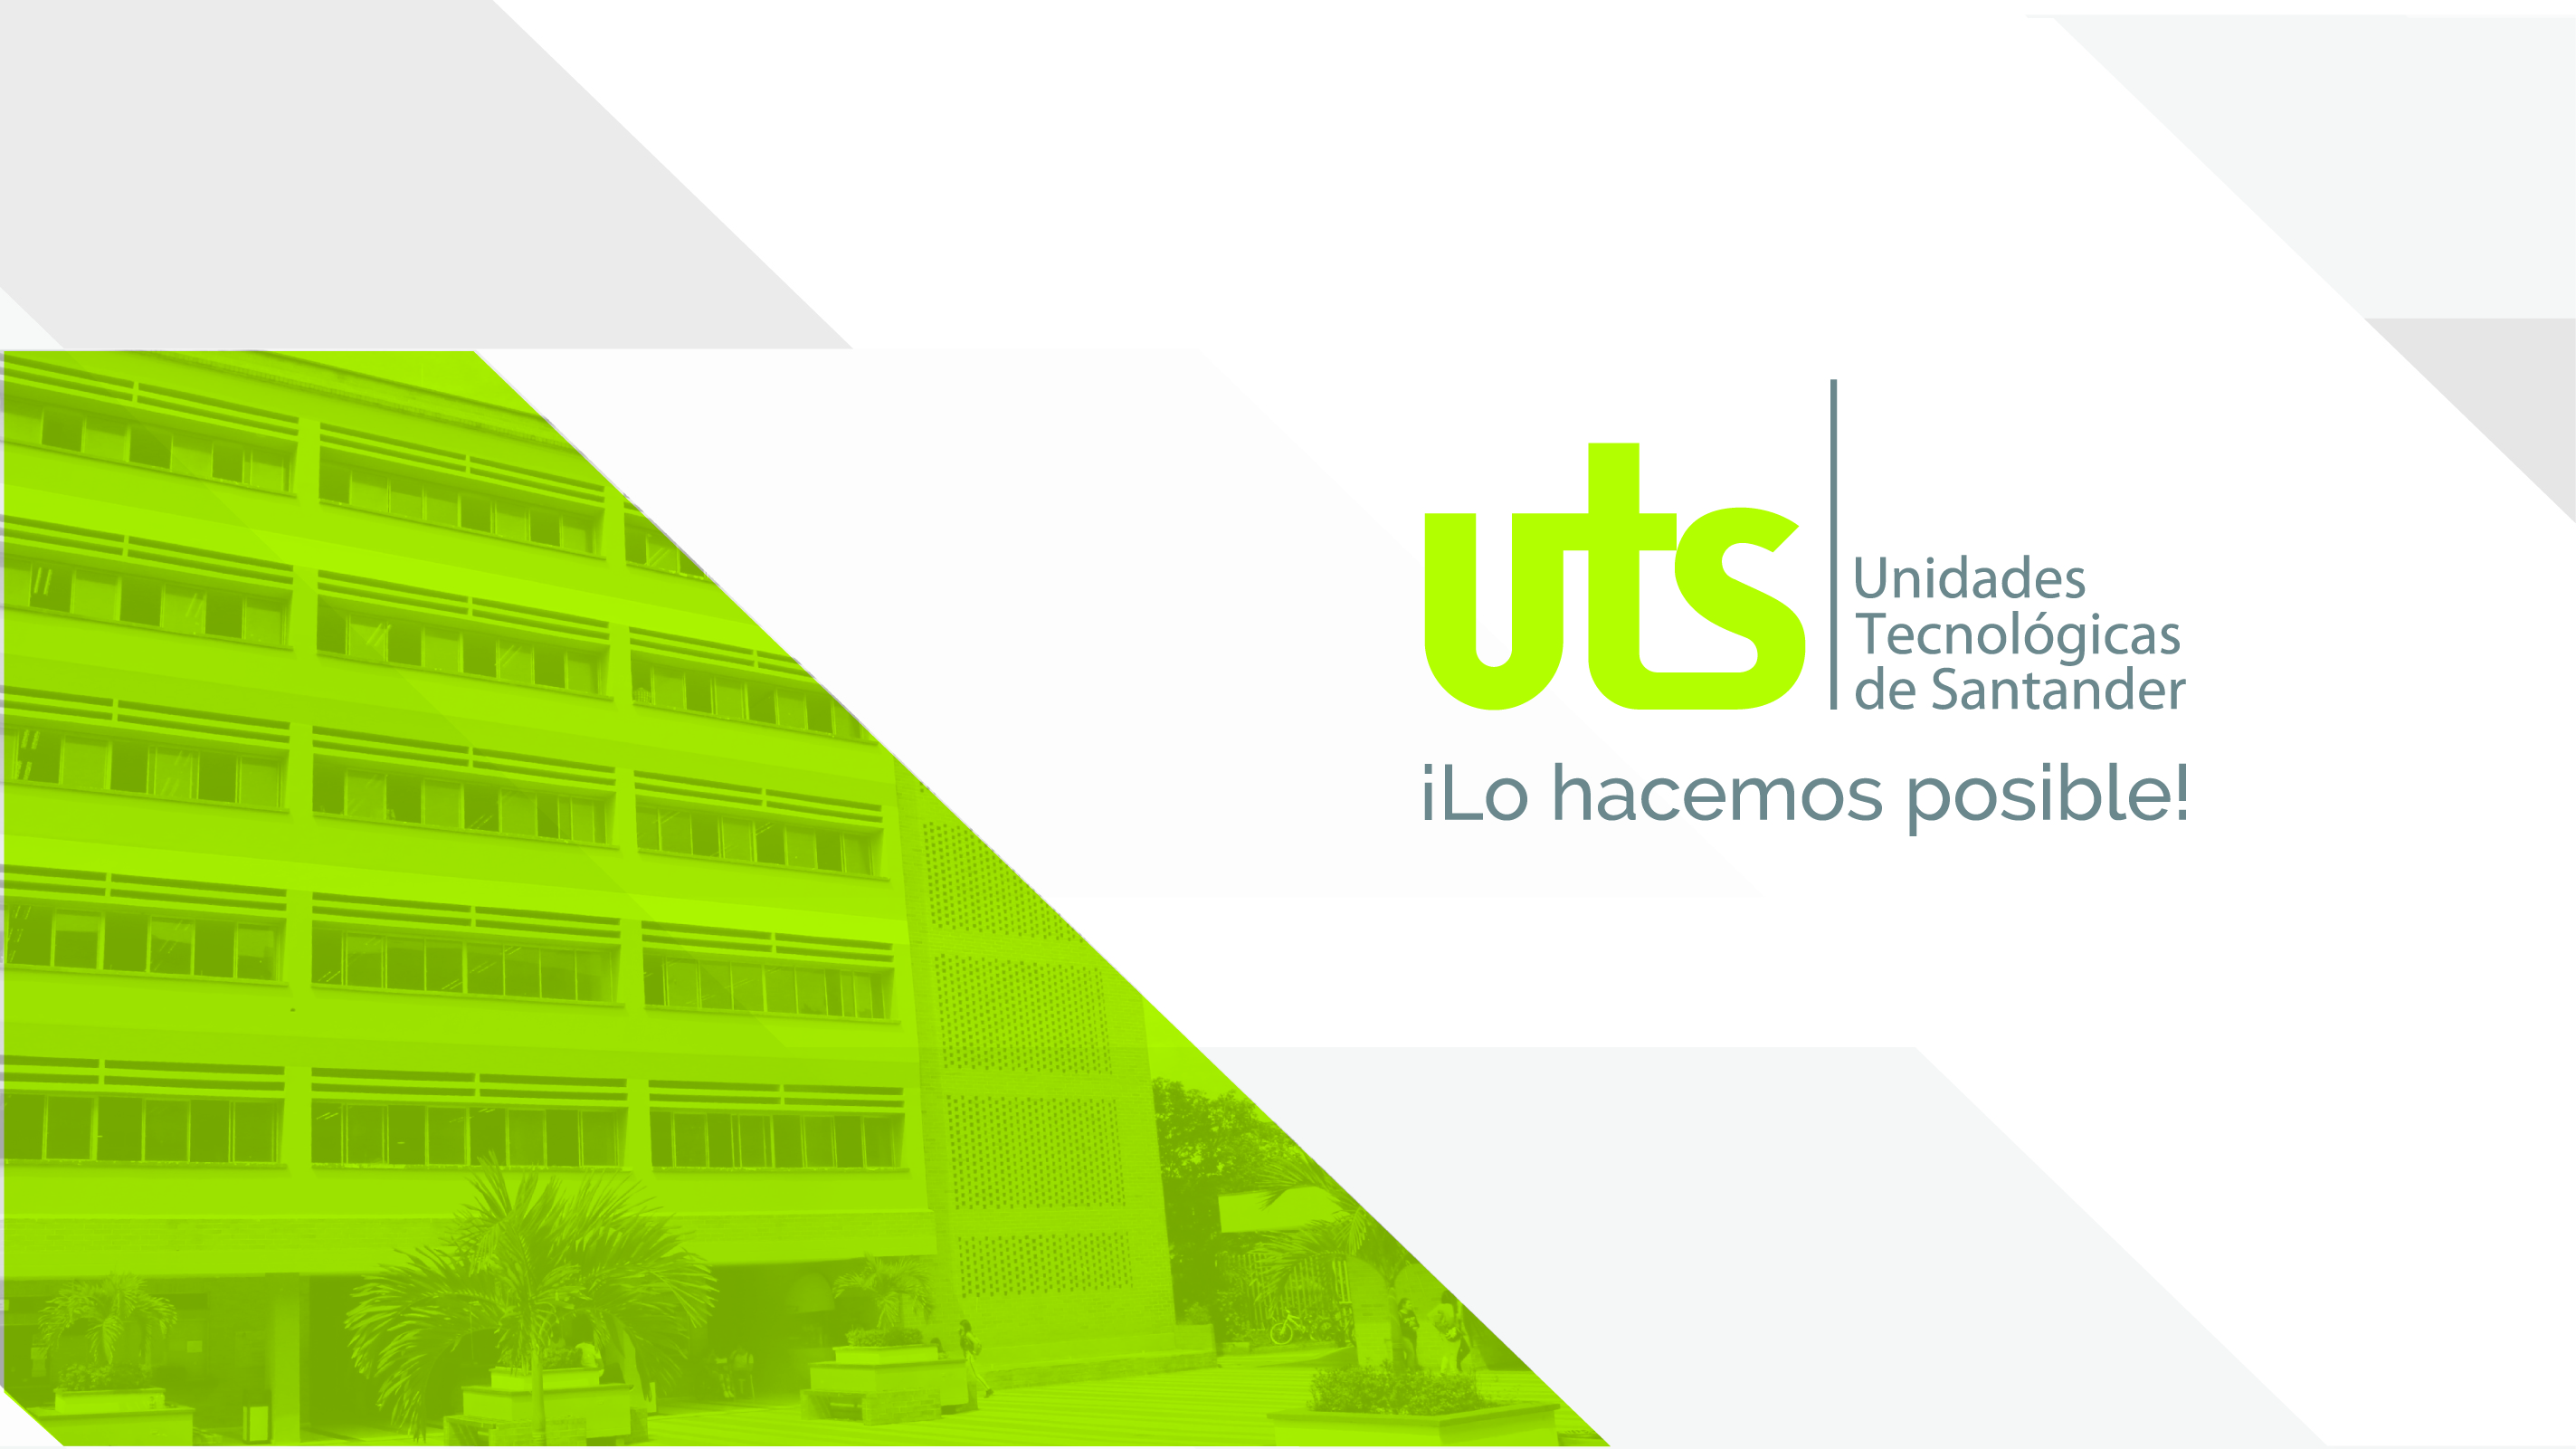 uts
Unidades
Tecnológicas
de Santander
¡Lo hacemos posible!